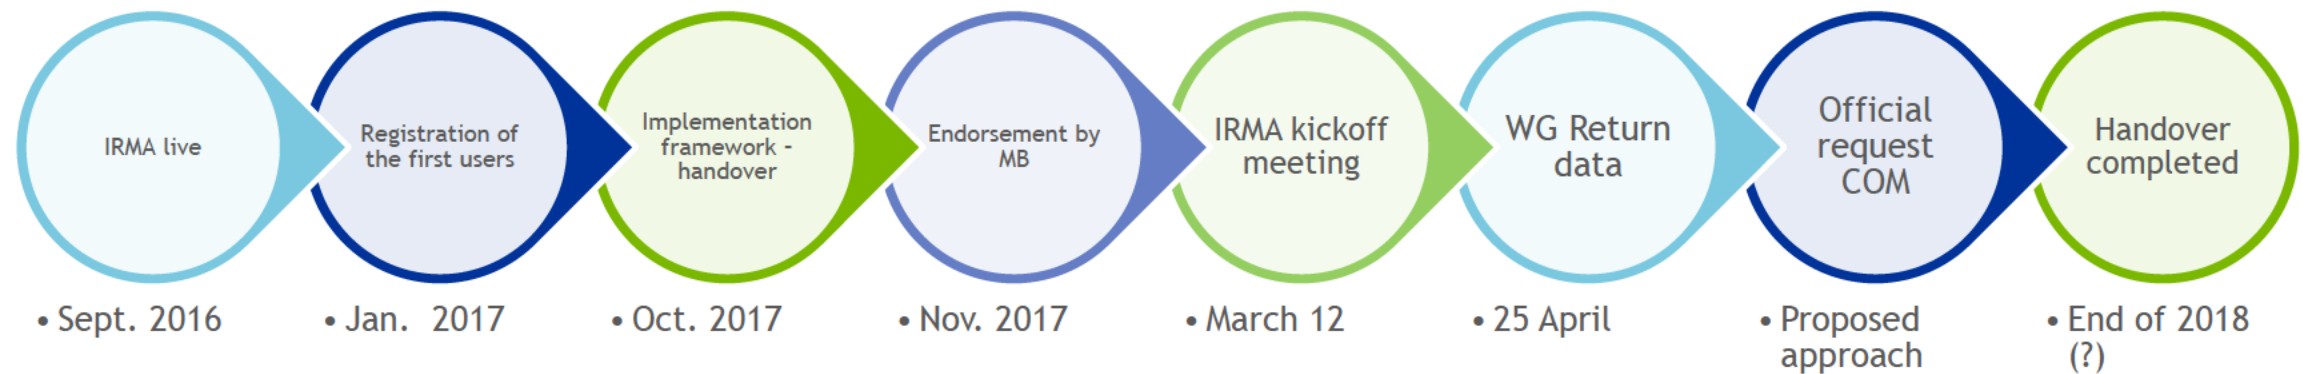 IRMA live
Registration of
the first users
Implementation
framework -
handover
Endorsement by
MB
IRMA kickoff
meeting
WG Return
data
Official
request
COM
Handover
completed
• Sept. 2016
• Jan. 2017
• Oct. 2017
• Nov. 2017
• March 12
• 25 April
• Proposed
approach
• End of 2018
(?)